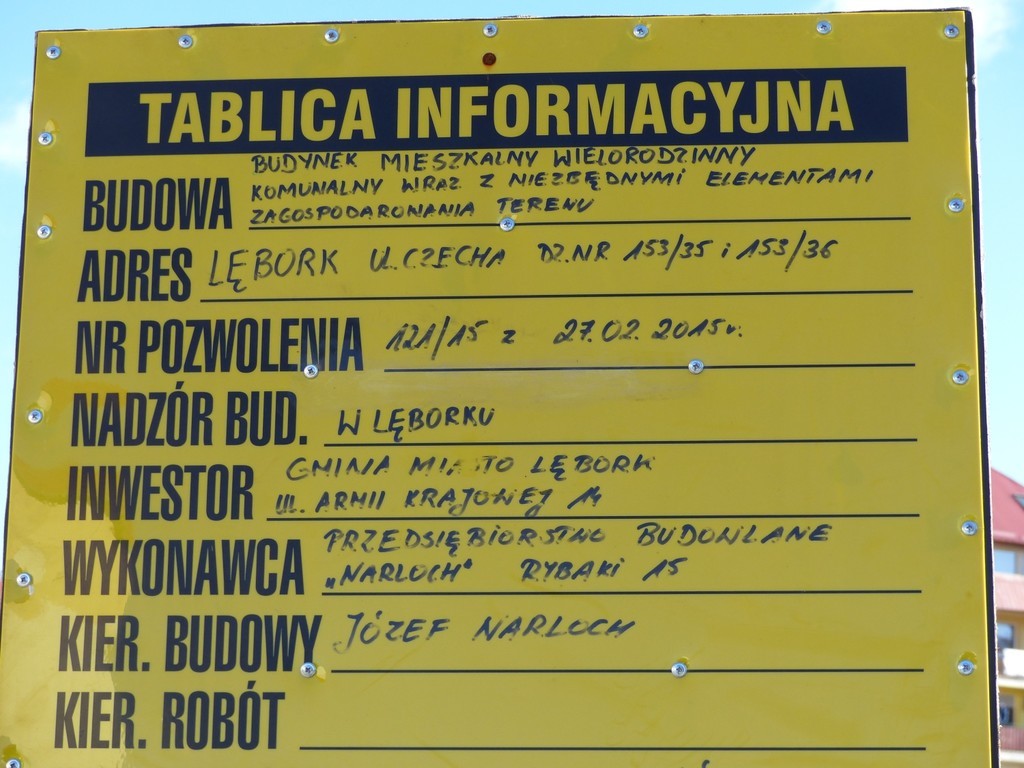 TABLICA INFORMACYJNA
BUDOWA BUDYNEK MIESZKALNY WIELORODZINNY
KOMUNALNY WRAZ Z NIEZBĘDNYMI ELEMENTAMI
ZAGOSPODAROWANIA TERENU
ADRES LĘBORK UL. CZECHA DZ.NR 153/35 i 153/36
NR POZWOLENIA 121/15 z 27.02.2015r.
NADZÓR BUD. W LĘBORKU
INWESTOR GMINA MIASTO LĘBORK
UL. ARMII KRAJOWEJ 14
WYKONAWCA PRZEDSIĘBIORSTWO BUDOWLANE
„NARLOCH" RYBAKI 15
KIER. BUDOWY JÓZEF NARLOCH
KIER. ROBÓT